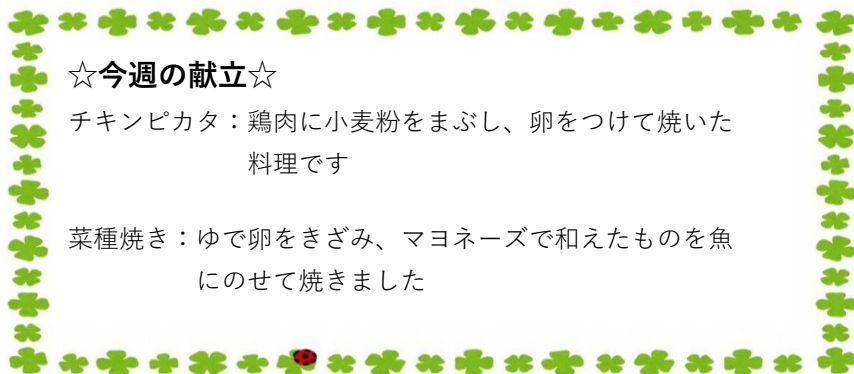 ☆今週の献立☆
チキンピカタ：鶏肉に小麦粉をまぶし、卵をつけて焼いた
料理です
菜種焼き：ゆで卵をきざみ、マヨネーズで和えたものを魚
にのせて焼きました